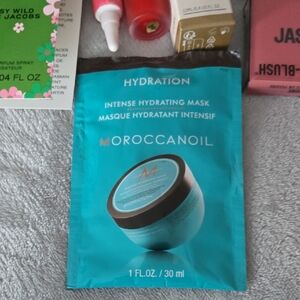 SY WILD
JACOBS
.04 FL OZ
JAS
-BLUSH
HYDRATION
INTENSE HYDRATING MASK
MASQUE HYDRATANT INTENSIF
MOROCCANOIL
1 FL.OZ. / 30 ml